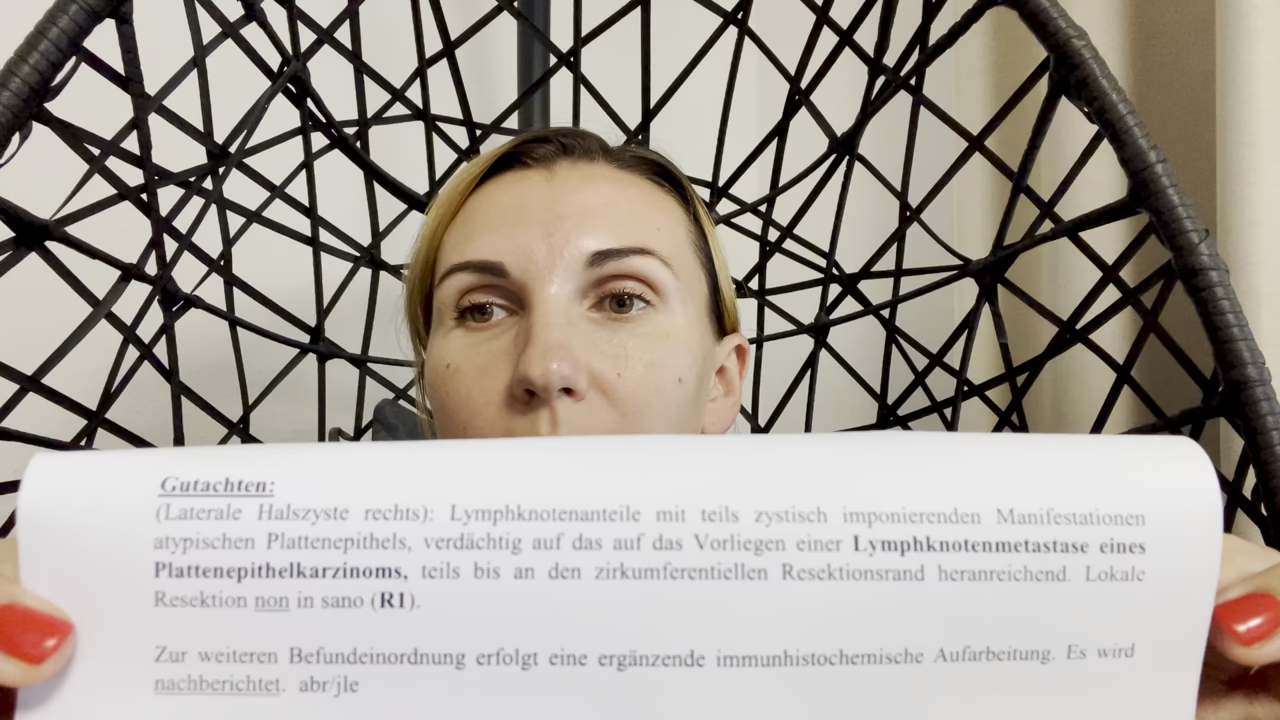 Gutachten:
(Laterale Halszyste rechts): Lymphknotenanteile mit teils zystisch imponierenden Manifestationen
atypischen Plattenepithels, verdächtig auf das auf das Vorliegen einer Lymphknotenmetastase eines
Plattenepithelkarzinoms, teils bis an den zirkumferentiellen Resektionsrand heranreichend. Lokale
Resektion non in sano (R1).
Zur weiteren Befundeinordnung erfolgt eine ergänzende immunhistochemische Aufarbeitung. Es wird
nachberichtet. abr/jle